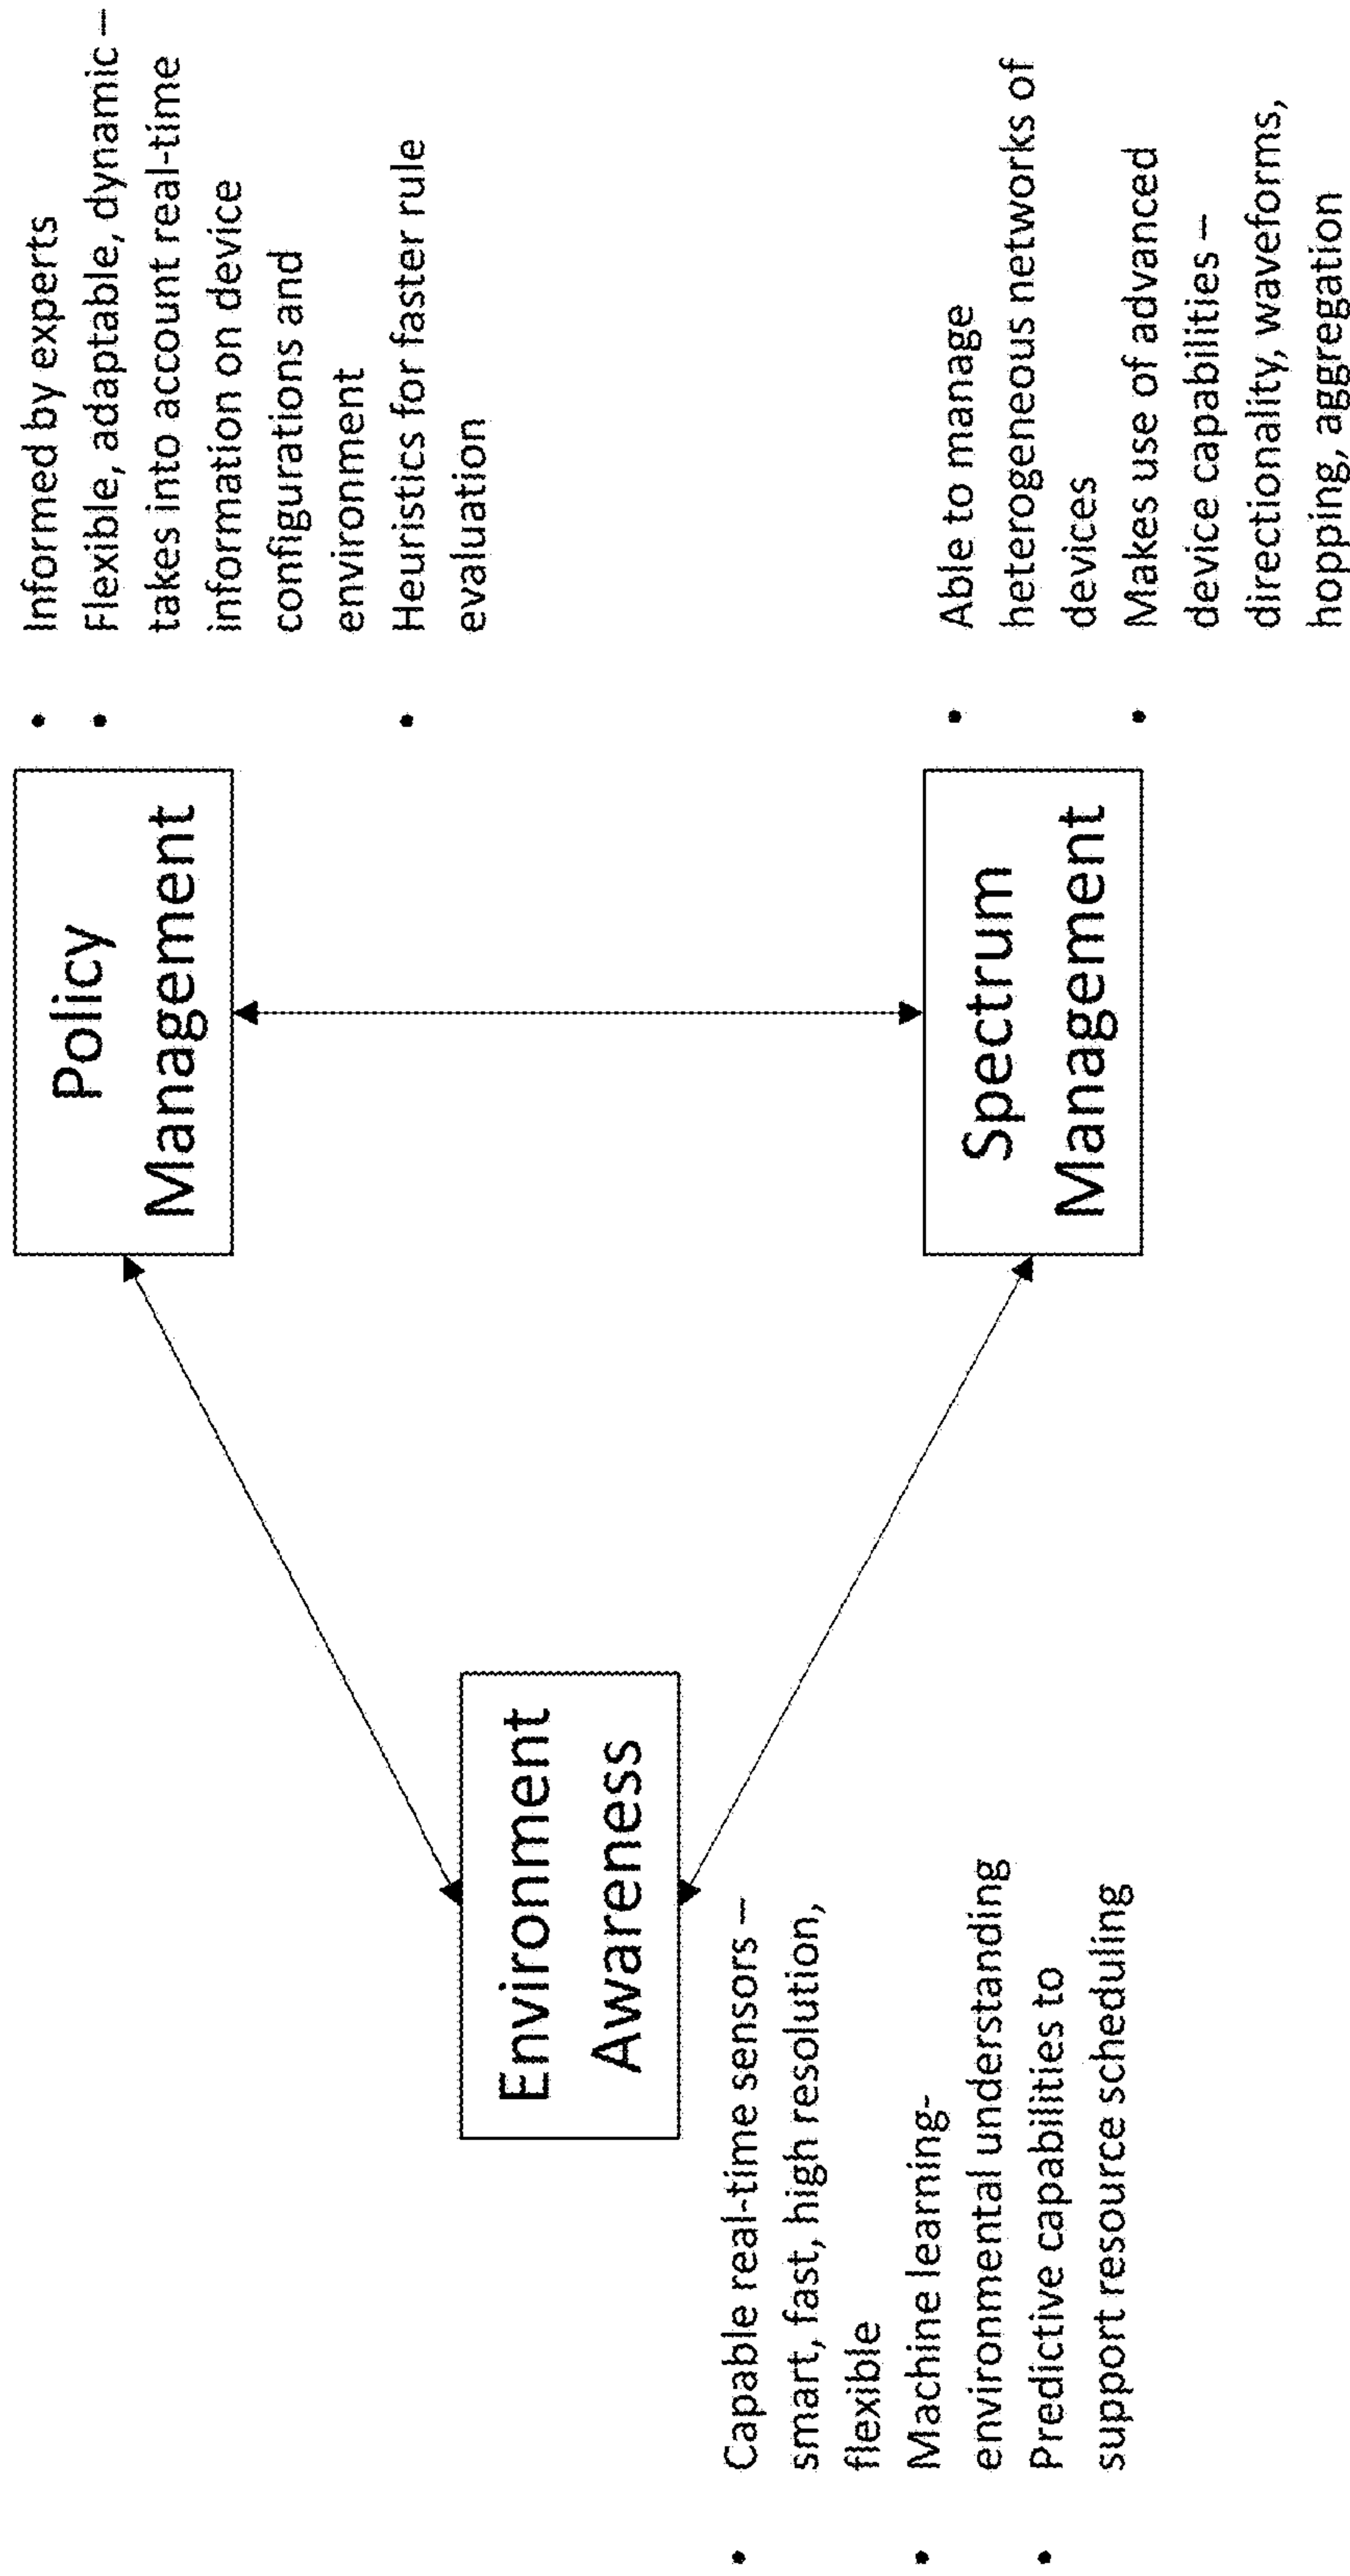 Policy
Management
• Informed by experts
• Flexible, adaptable, dynamic –
takes into account real-time
information on device
configurations and
environment
• Heuristics for faster rule
evaluation
Environment
Awareness
• Capable real-time sensors –
smart, fast, high resolution,
flexible
• Machine learning-
environmental understanding
• Predictive capabilities to
support resource scheduling
Spectrum
Management
• Able to manage
heterogeneous networks of
devices
• Makes use of advanced
device capabilities –
directionality, waveforms,
hopping, aggregation